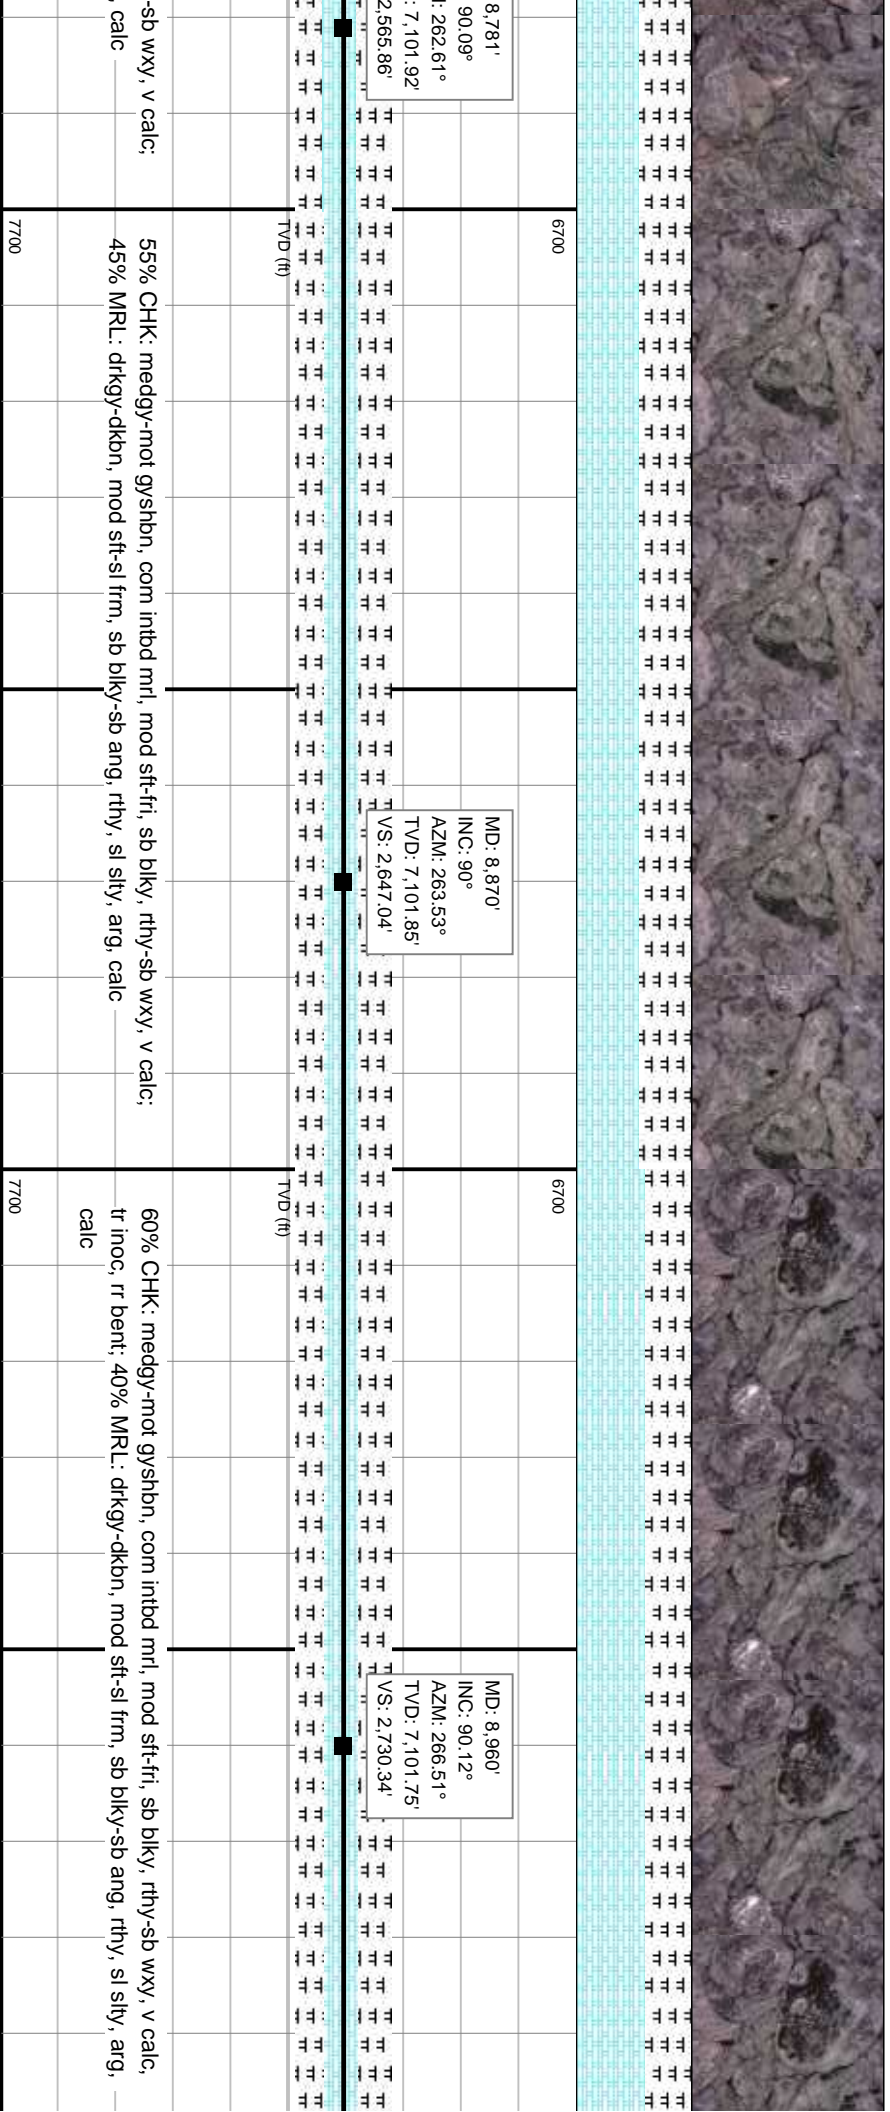 8,781'
90.09°
: 262.61°
: 7,101.92'
2,565.86'
-sb wxy, v calc;
, calc
6700
TVD (ft)
7700
55% CHK: medgy-mot gyshbn, com intbd mrl, mod sft-fri, sb blky, rthy-sb wxy, v calc;
45% MRL: drkgy-dkbn, mod sft-sl frm, sb blky-sb ang, rthy, sl slty, arg, calc
MD: 8,870'
INC: 90°
AZM: 263.53°
TVD: 7,101.85'
VS: 2,647.04'
6700
TVD (ft)
7700
60% CHK: medgy-mot gyshbn, com intbd mrl, mod sft-fri, sb blky, rthy-sb wxy, v calc,
tr inoc, rr bent; 40% MRL: drkgy-dkbn, mod sft-sl frm, sb blky-sb ang, rthy, sl slty, arg,
calc
MD: 8,960'
INC: 90.12°
AZM: 266.51°
TVD: 7,101.75'
VS: 2,730.34'